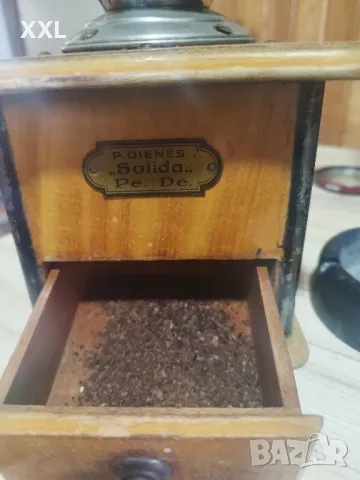 XXL
P. DIENES
„Solida„
Pe. De.
BAZAR